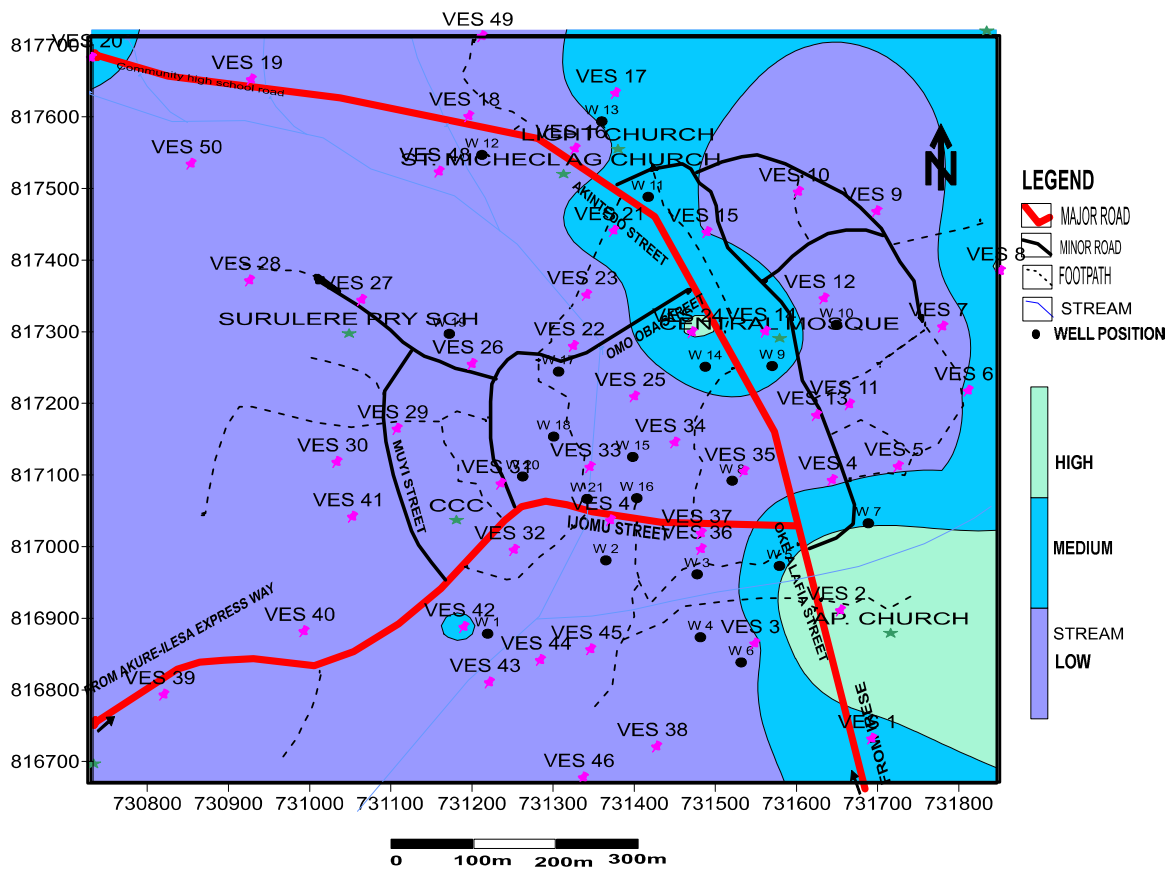 VES 49
817700
VES 20
VES 19
Community high school road
VES 17
VES 18
W 13
817600
LIGHT CHURCH
VES 16
VES 50
W 12
VES 48
ST. MICHECL AG CHURCH
VES 10
N
817500
W 11
VES 9
AKINTEDO STREET
VES 21
VES 15
817400
VES 28
VES 27
VES 23
VES 12
VES 8
OMO OBA STREET
SURULERE PRY SCH
W 19
VES 22
VES 24
VES 14
CENTRAL MOSQUE
W 10
VES 7
817300
VES 26
W 17
W 14
W 9
VES 25
VES 11
VES 6
VES 13
817200
VES 29
W 18
VES 34
VES 30
MUYI STREET
VES 31
W 20
VES 33
W 15
VES 35
W 8
VES 4
VES 5
817100
VES 41
CCC
W 21
W 16
VES 47
IJOMU STREET
VES 37
VES 36
W 7
VES 32
817000
W 2
W 3
W 5
OKE ALAFIA STREET
FROM AKURE-ILESA EXPRESS WAY
VES 2
AP. CHURCH
816900
VES 40
VES 42
W 1
W 4
VES 3
VES 45
VES 44
W 6
VES 43
816800
VES 39
VES 1
FROM IRESE
VES 38
816700
VES 46
730800 730900 731000 731100 731200 731300 731400 731500 731600 731700 731800
0 100m 200m 300m
LEGEND
MAJOR ROAD
MINOR ROAD
FOOTPATH
STREAM
WELL POSITION
HIGH
MEDIUM
STREAM
LOW